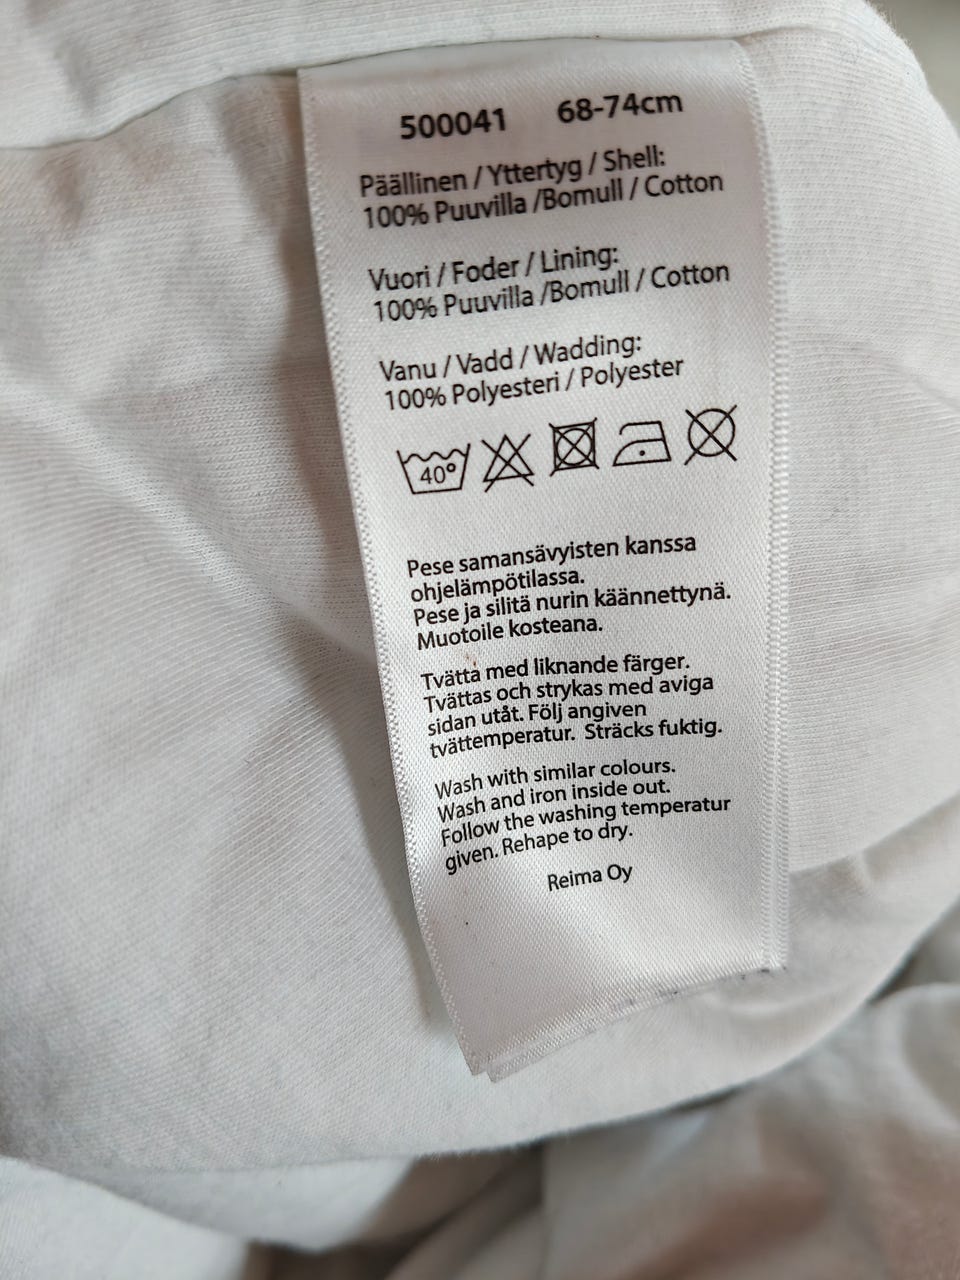 500041 68-74cm
Päällinen / Yttertyg / Shell:
100% Puuvilla /Bomull / Cotton
Vuori / Foder / Lining:
100% Puuvilla /Bomull / Cotton
Vanu / Vadd / Wadding:
100% Polyesteri / Polyester
40°
Pese samansävyisten kanssa
ohjelämpötilassa.
Pese ja silitä nurin käännettynä.
Muotoile kosteana.
Tvätta med liknande färger.
Tvättas och strykas med aviga
sidan utåt. Följ angiven
tvättemperatur. Sträcks fuktig.
Wash with similar colours.
Wash and iron inside out.
Follow the washing temperatur
given. Rehape to dry.
Reima Oy